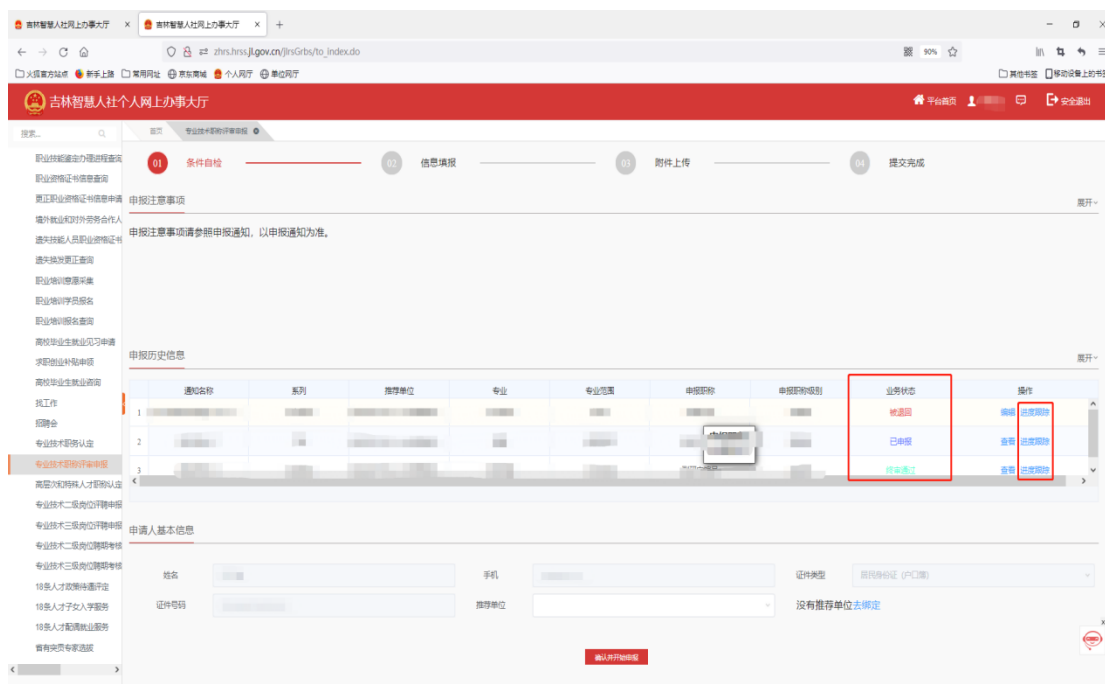 吉林智慧人社网上办事大厅 × 吉林智慧人社网上办事大厅 × +
zhrs.hrss.jl.gov.cn/jlrsGrbs/to_index.do 90%
火狐官方站点 新手上路 常用网址 京东商城 个人网厅 单位网厅 其他书签 移动设备上的书签
吉林智慧人社个人网上办事大厅 平台首页 安全退出
搜索... 首页 专业技术职称评审申报
职业技能鉴定办理进程查询
01 条件自检 02 信息填报 03 附件上传 04 提交完成
职业资格证书信息查询
更正职业资格证书信息申请 申报注意事项 展开
境外就业和对外劳务合作人
遗失技能人员职业资格证书 申报注意事项请参照申报通知，以申报通知为准。
遗失换发更正查询
职业培训意愿采集
职业培训学员报名
职业培训报名查询
高校毕业生就业见习申请
求职创业补贴申领 申报历史信息 展开
高校毕业生就业咨询
通知名称 系列 推荐单位 专业 专业范围 申报职称 申报职称级别 业务状态 操作
找工作
1 被退回 编辑 进度跟踪
招聘会
专业技术职务认定 2 已申报 查看 进度跟踪
专业技术职称评审申报
3 终审通过 查看 进度跟踪
高层次和特殊人才职称认定
专业技术二级岗位评聘申报
专业技术三级岗位评聘申报 申请人基本信息
专业技术二级岗位聘期考核
专业技术三级岗位聘期考核
姓名 手机 证件类型 居民身份证（户口簿）
18条人才政策待遇评定
18条人才子女入学服务 证件号码 推荐单位 没有推荐单位去绑定
18条人才配偶就业服务
省有突贡专家选拔
确认并开始申报